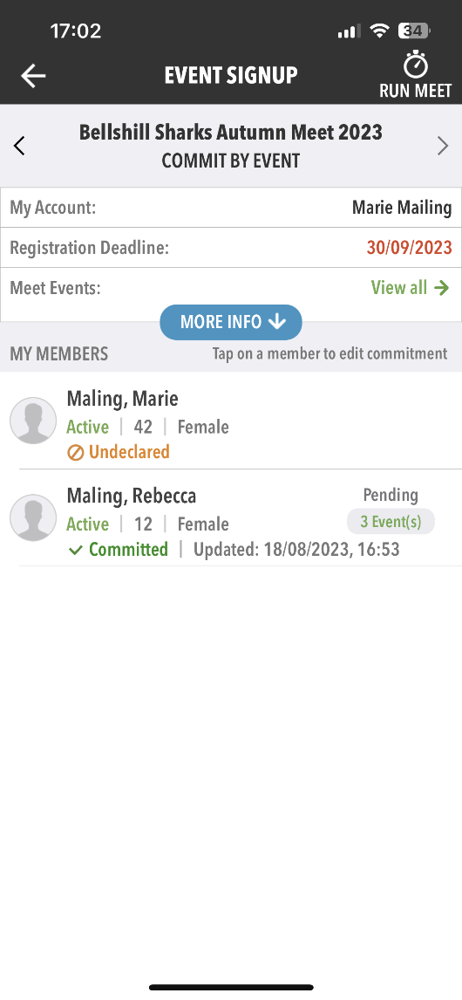 17:02
34
EVENT SIGNUP
RUN MEET
Bellshill Sharks Autumn Meet 2023
COMMIT BY EVENT
My Account: Marie Mailing
Registration Deadline: 30/09/2023
Meet Events: View all →
MORE INFO ↓
MY MEMBERS Tap on a member to edit commitment
Maling, Marie
Active | 42 | Female
Undeclared
Maling, Rebecca Pending
Active | 12 | Female 3 Event(s)
Committed | Updated: 18/08/2023, 16:53